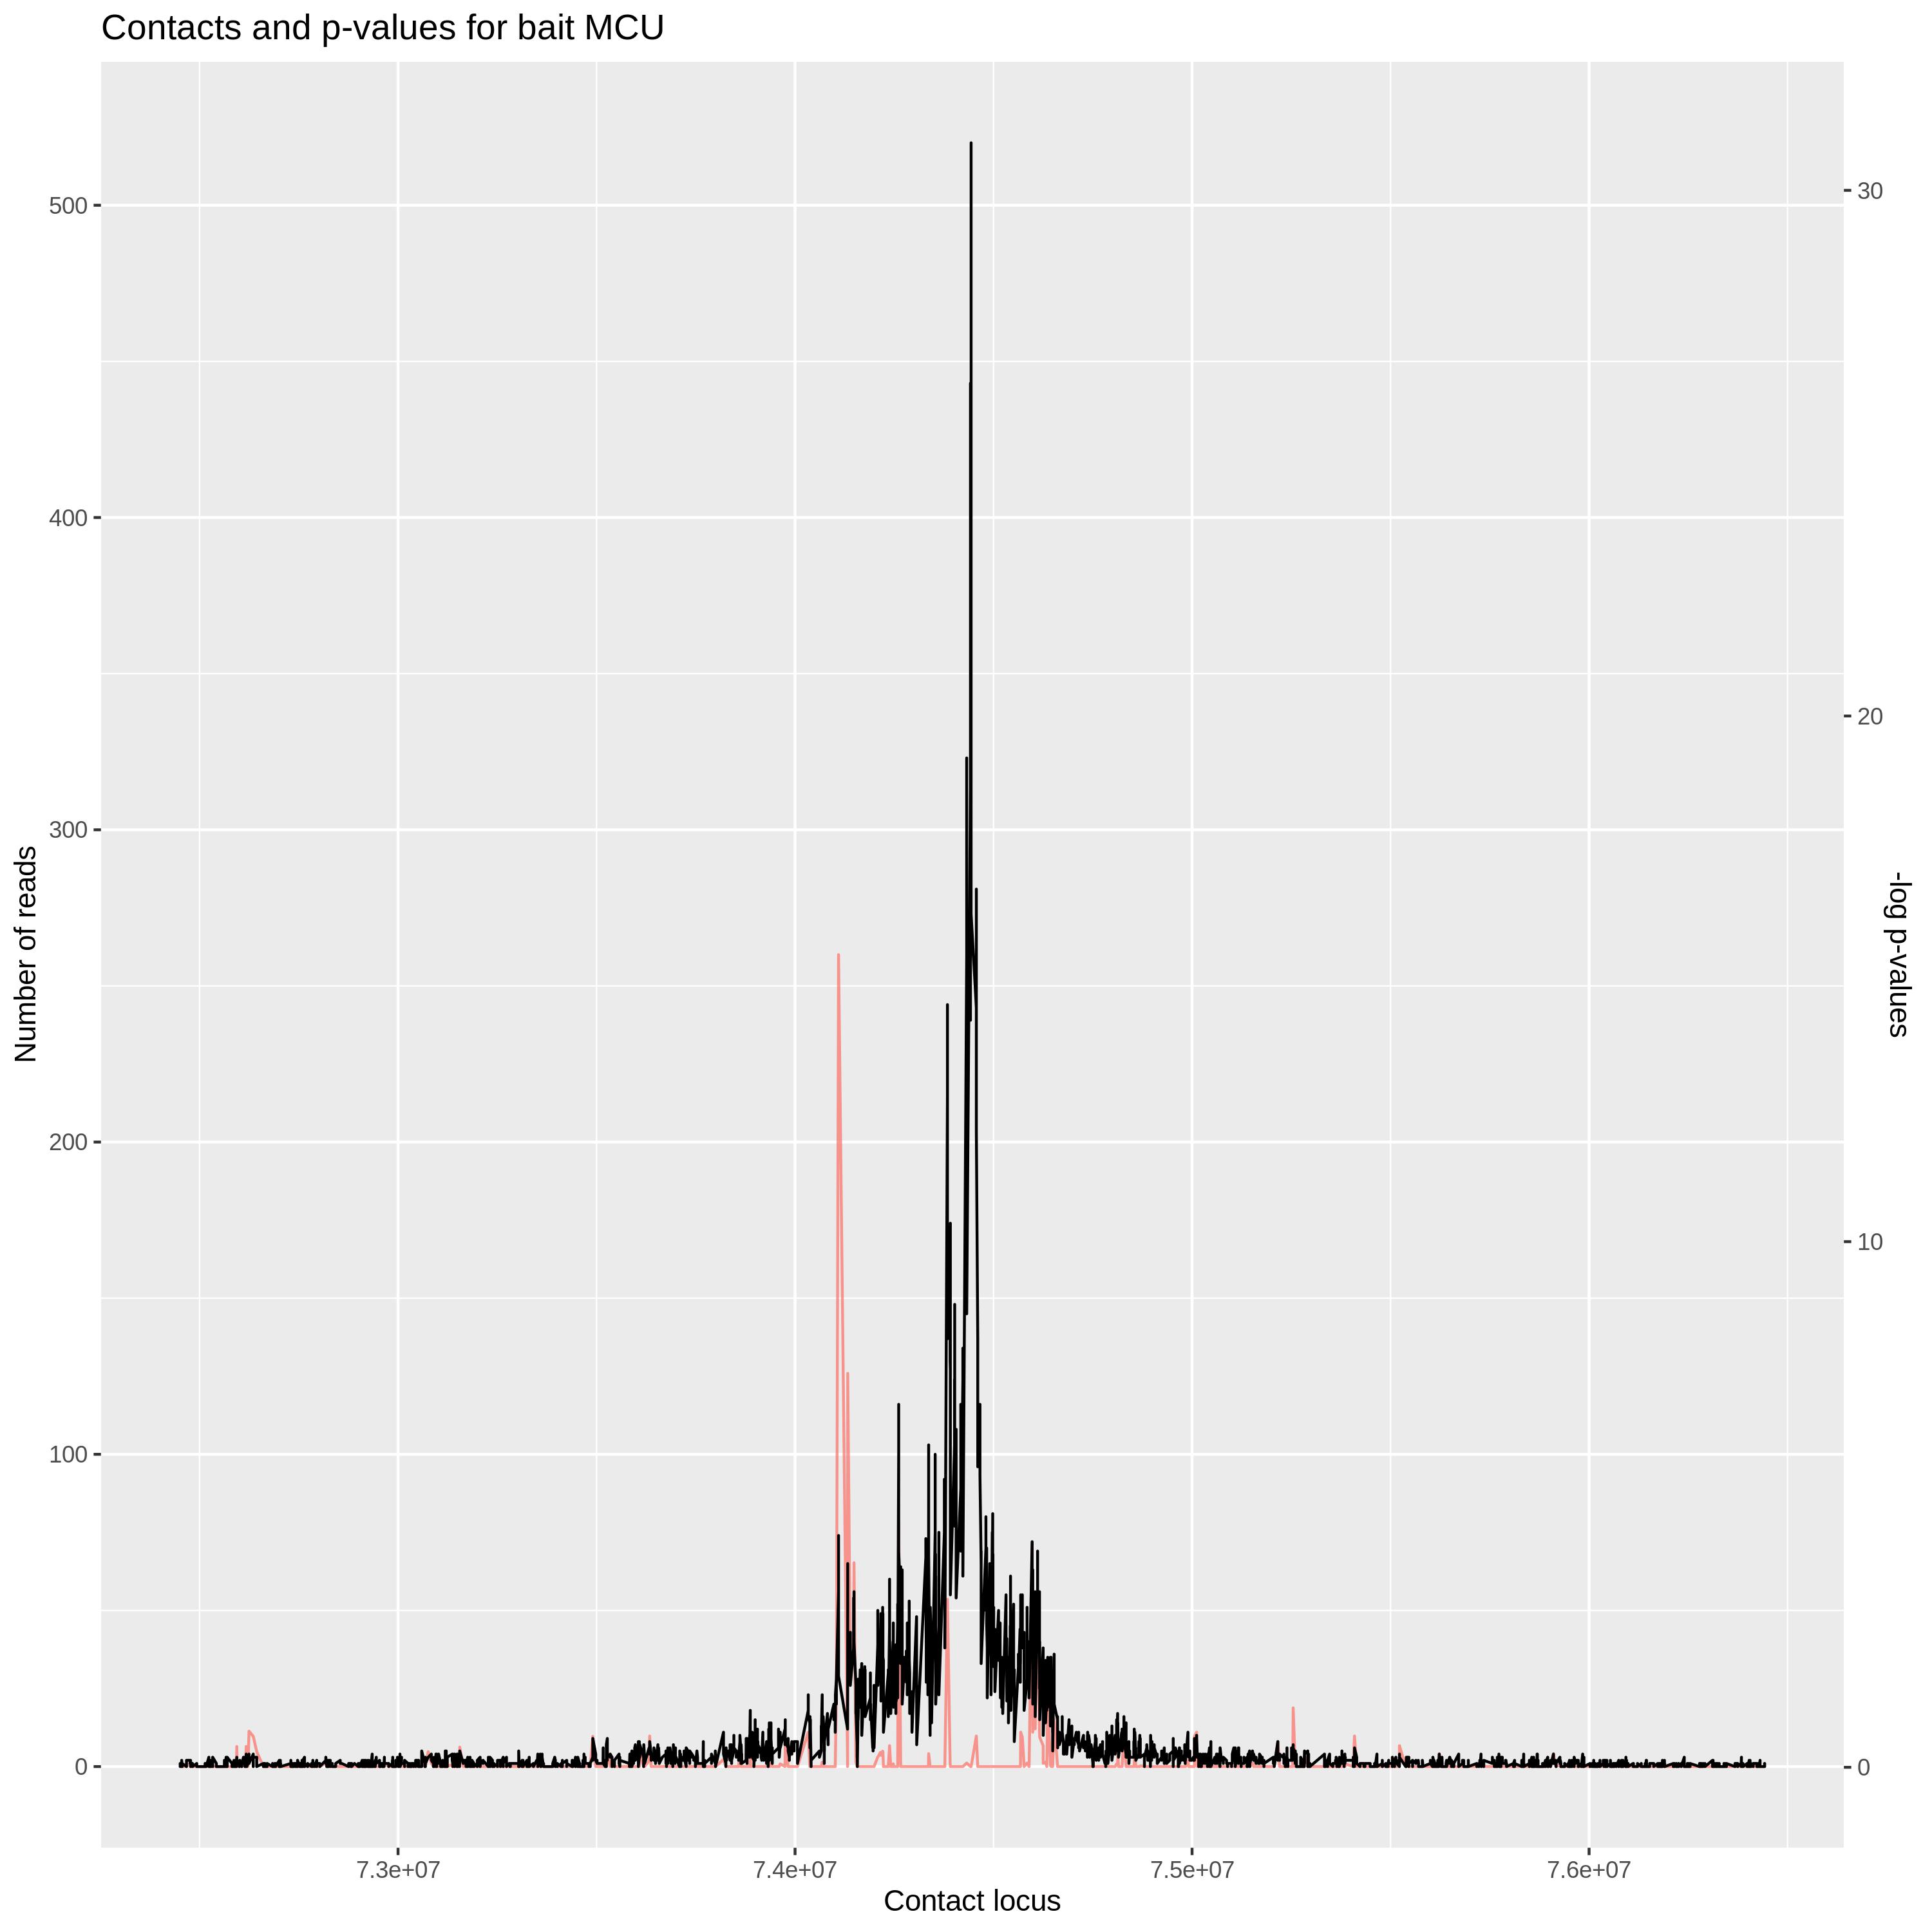 Contacts and p-values for bait MCU
500
400
300
200
100
0
Number of reads
30
20
10
0
-log p-values
7.3e+07 7.4e+07 7.5e+07 7.6e+07
Contact locus